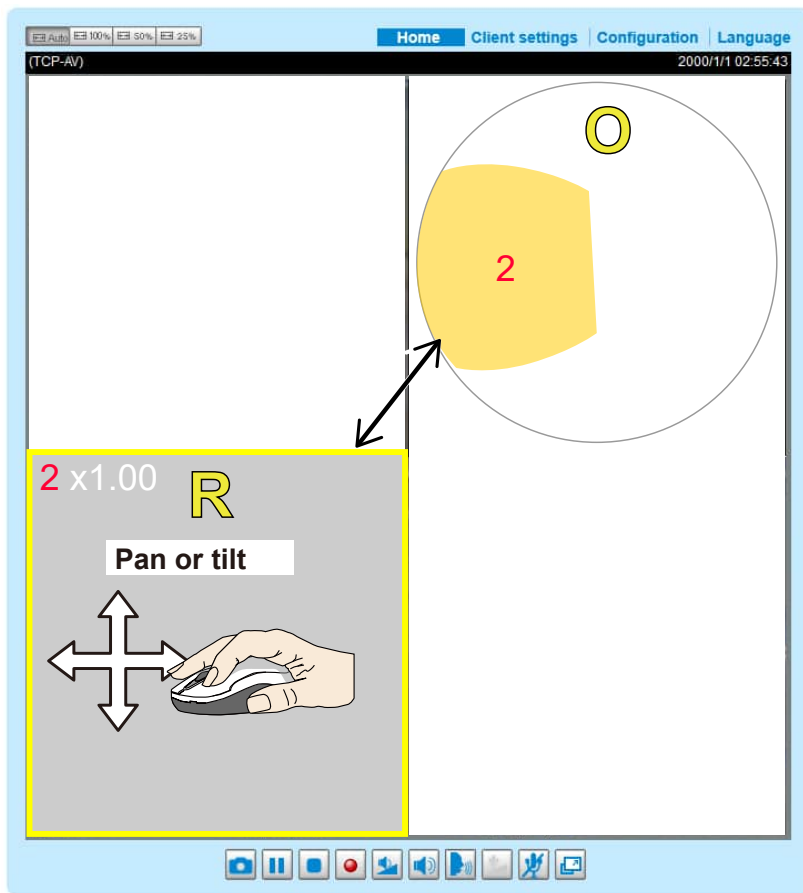 Auto 100% 50% 25% Home Client settings Configuration Language
(TCP-AV) 2000/1/1 02:55:43
O
2
2 x1.00 R
Pan or tilt